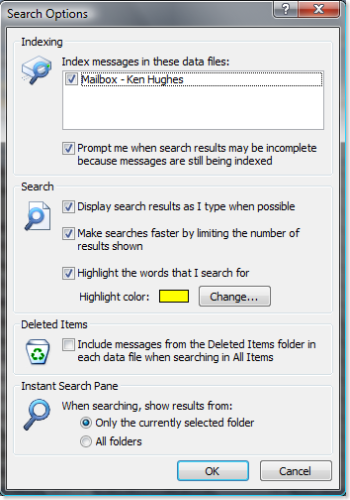 Search Options
Indexing
Index messages in these data files:
Mailbox - Ken Hughes
Prompt me when search results may be incomplete
because messages are still being indexed
Search
Display search results as I type when possible
Make searches faster by limiting the number of
results shown
Highlight the words that I search for
Highlight color: Change...
Deleted Items
Include messages from the Deleted Items folder in
each data file when searching in All Items
Instant Search Pane
When searching, show results from:
Only the currently selected folder
All folders
OK Cancel